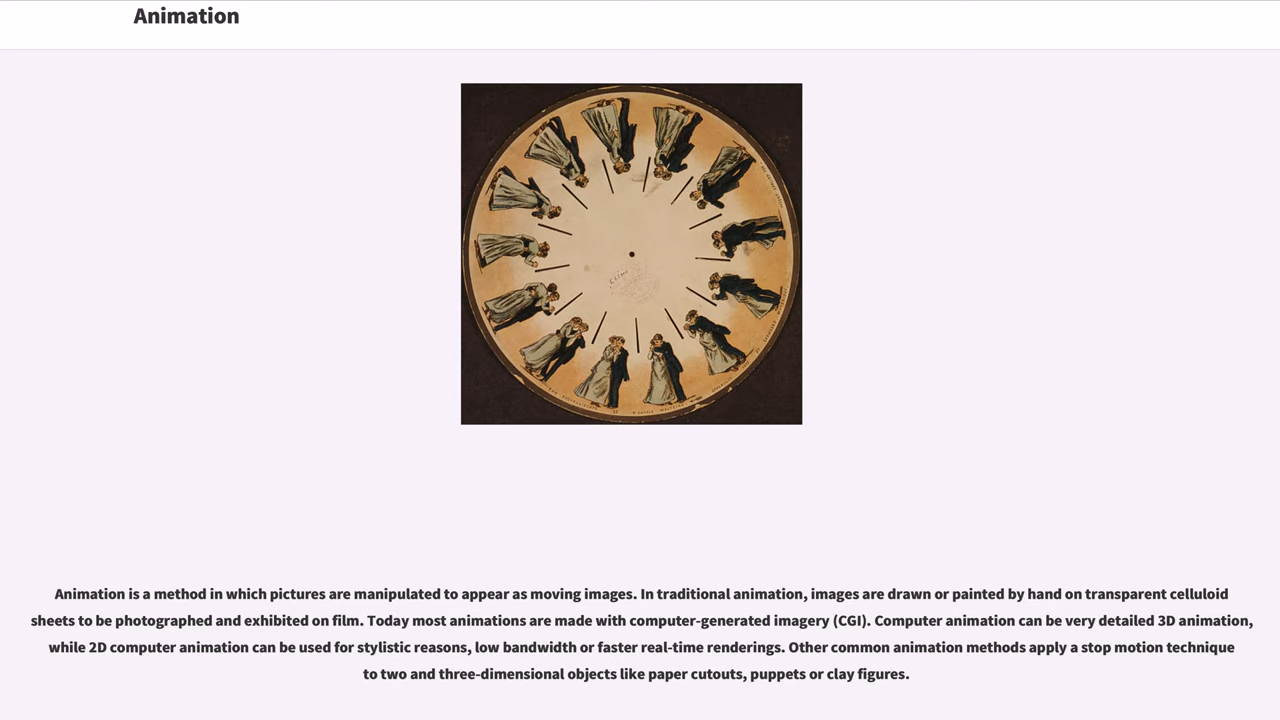 Animation
Animation is a method in which pictures are manipulated to appear as moving images. In traditional animation, images are drawn or painted by hand on transparent celluloid
sheets to be photographed and exhibited on film. Today most animations are made with computer-generated imagery (CGI). Computer animation can be very detailed 3D animation,
while 2D computer animation can be used for stylistic reasons, low bandwidth or faster real-time renderings. Other common animation methods apply a stop motion technique
to two and three-dimensional objects like paper cutouts, puppets or clay figures.